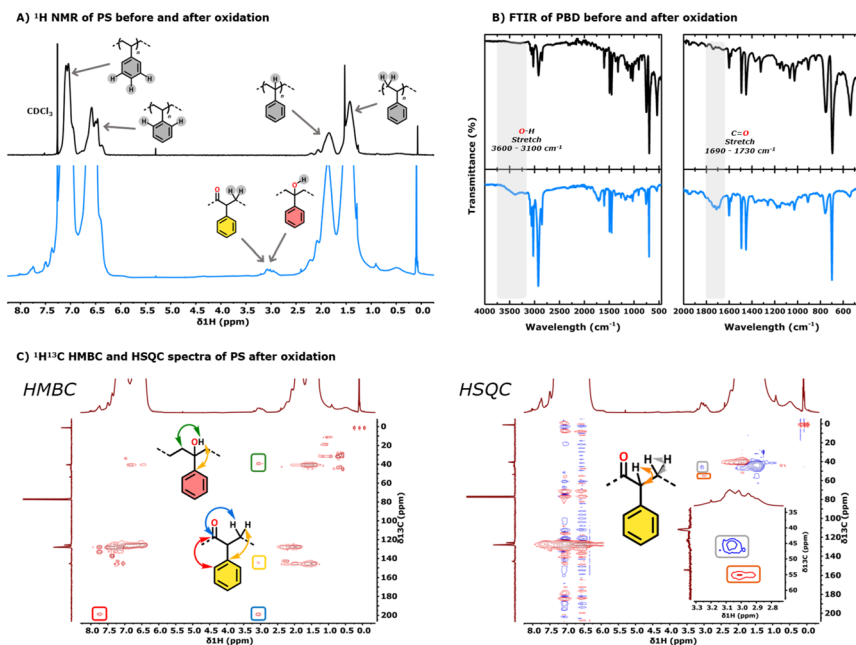 A) ¹H NMR of PS before and after oxidation
CDCl₃
H
H
H
n
H
H
n
H
n
H H
n
O
H H
O H
8.0 7.5 7.0 6.5 6.0 5.5 5.0 4.5 4.0 3.5 3.0 2.5 2.0 1.5 1.0 0.5 0.0
δ1H (ppm)
B) FTIR of PBD before and after oxidation
Transmittance (%)
O-H
Stretch
3600 - 3100 cm⁻¹
C=O
Stretch
1690 - 1730 cm⁻¹
4000 3500 3000 2500 2000 1500 1000 500
Wavelength (cm⁻¹)
2000 1800 1600 1400 1200 1000 800 600
Wavelength (cm⁻¹)
C) ¹H¹³C HMBC and HSQC spectra of PS after oxidation
HMBC
OH
O
H
H
0
20
40
60
80
100
120
140
160
180
200
δ13C (ppm)
8.0 7.5 7.0 6.5 6.0 5.5 5.0 4.5 4.0 3.5 3.0 2.5 2.0 1.5 1.0 0.5 0.0
δ1H (ppm)
HSQC
O
H
H
H
0
20
40
60
80
100
120
140
160
180
200
δ13C (ppm)
35
40
45
50
55
60
δ13C (ppm)
3.3 3.2 3.1 3.0 2.9 2.8
δ1H (ppm)
8.0 7.5 7.0 6.5 6.0 5.5 5.0 4.5 4.0 3.5 3.0 2.5 2.0 1.5 1.0 0.5 0.0
δ1H (ppm)